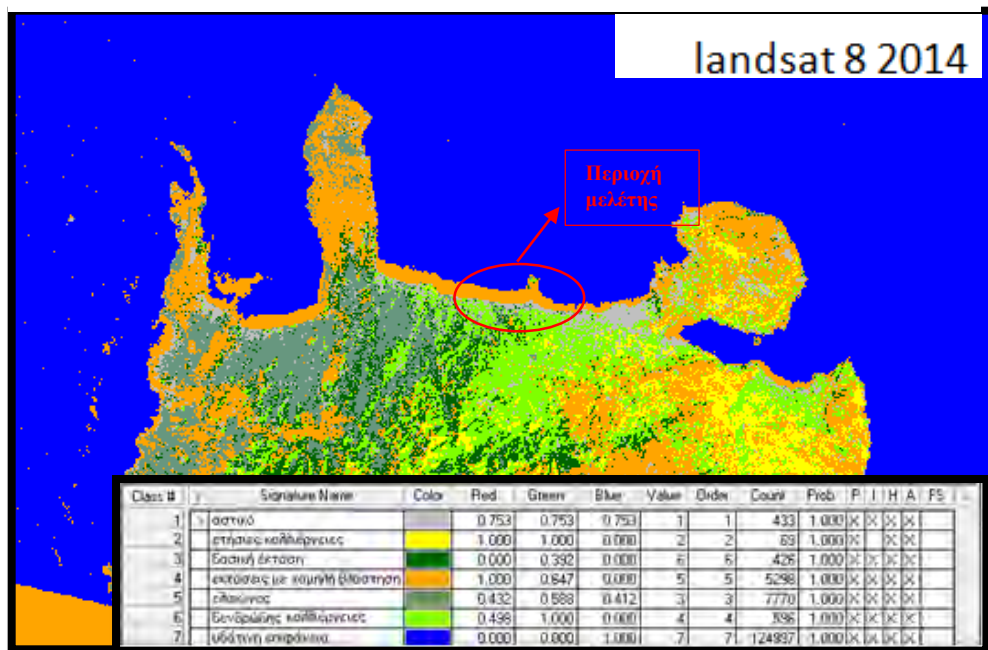 landsat 8 2014
Περιοχή
μελέτης
Class # Signature Name Color Red Green Blue Value Order Count Prob. P I H A FS
1 > αστικό 0.753 0.753 0.753 1 1 433 1.000 X X X X
2 ετήσιες καλλιέργειες 1.000 1.000 0.000 2 2 69 1.000 X X X
3 δασική έκταση 0.000 0.392 0.000 6 6 426 1.000 X X X X
4 εκτάσεις με χαμηλή βλάστηση 1.000 0.647 0.000 5 5 5298 1.000 X X X X
5 ελαιώνας 0.432 0.588 0.412 3 3 7770 1.000 X X X X
6 δενδρώδης καλλιέργειες 0.498 1.000 0.000 4 4 596 1.000 X X X X
7 υδάτινη επιφάνεια 0.000 0.000 1.000 7 7 124937 1.000 X X X X